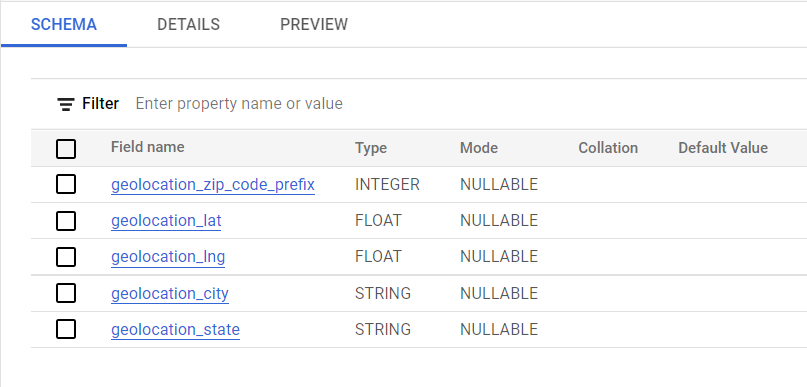 SCHEMA DETAILS PREVIEW
Filter Enter property name or value
Field name Type Mode Collation Default Value
geolocation_zip_code_prefix INTEGER NULLABLE
geolocation_lat FLOAT NULLABLE
geolocation_lng FLOAT NULLABLE
geolocation_city STRING NULLABLE
geolocation_state STRING NULLABLE